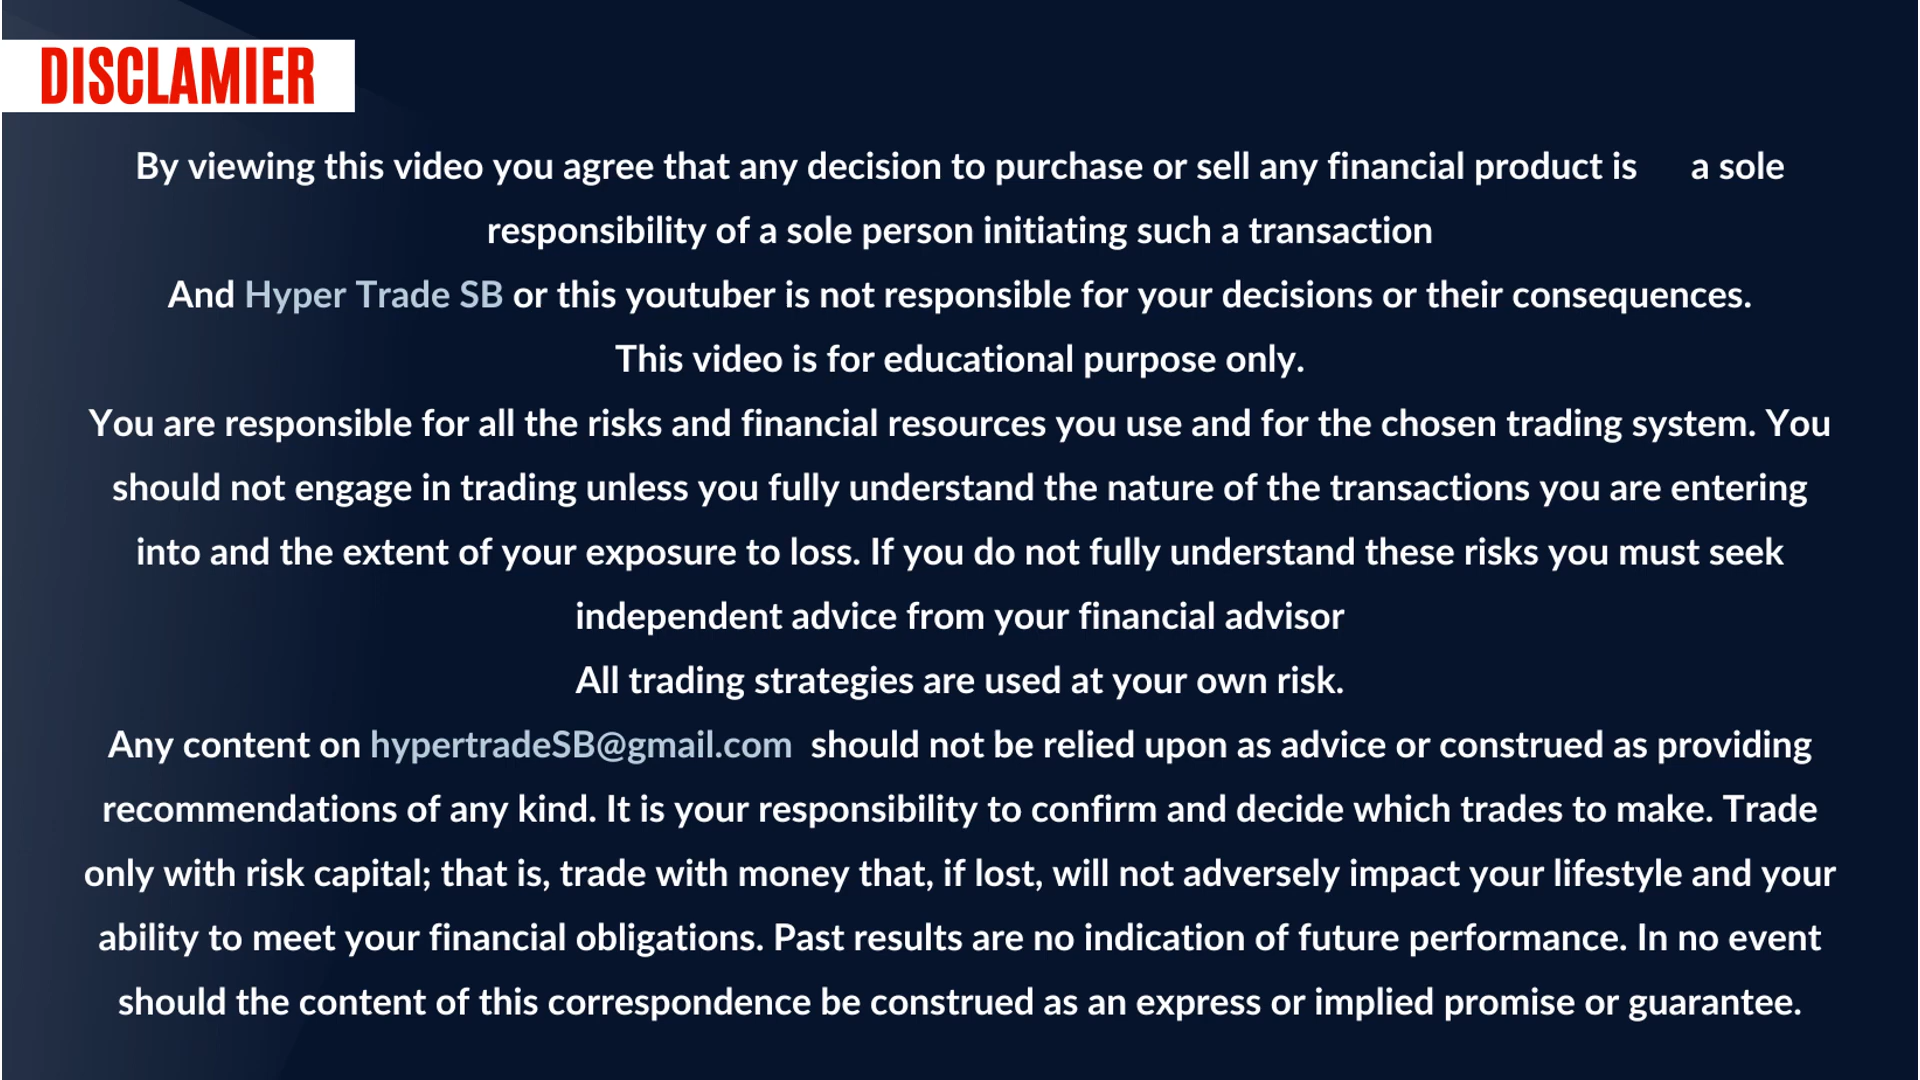 DISCLAMIER
By viewing this video you agree that any decision to purchase or sell any financial product is a sole
responsibility of a sole person initiating such a transaction
And Hyper Trade SB or this youtuber is not responsible for your decisions or their consequences.
This video is for educational purpose only.
You are responsible for all the risks and financial resources you use and for the chosen trading system. You
should not engage in trading unless you fully understand the nature of the transactions you are entering
into and the extent of your exposure to loss. If you do not fully understand these risks you must seek
independent advice from your financial advisor
All trading strategies are used at your own risk.
Any content on hypertradeSB@gmail.com should not be relied upon as advice or construed as providing
recommendations of any kind. It is your responsibility to confirm and decide which trades to make. Trade
only with risk capital; that is, trade with money that, if lost, will not adversely impact your lifestyle and your
ability to meet your financial obligations. Past results are no indication of future performance. In no event
should the content of this correspondence be construed as an express or implied promise or guarantee.